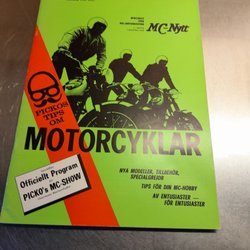 MC-Nytt
PICKOS
TIPS
OM
MOTORCYKLAR
NYA MODELLER, TILLBEHÖR,
SPECIALGREJOR
TIPS FÖR DIN MC-HOBBY
AV ENTUSIASTER —
FÖR ENTUSIASTER
Officiellt Program
PICKO's MC-SHOW